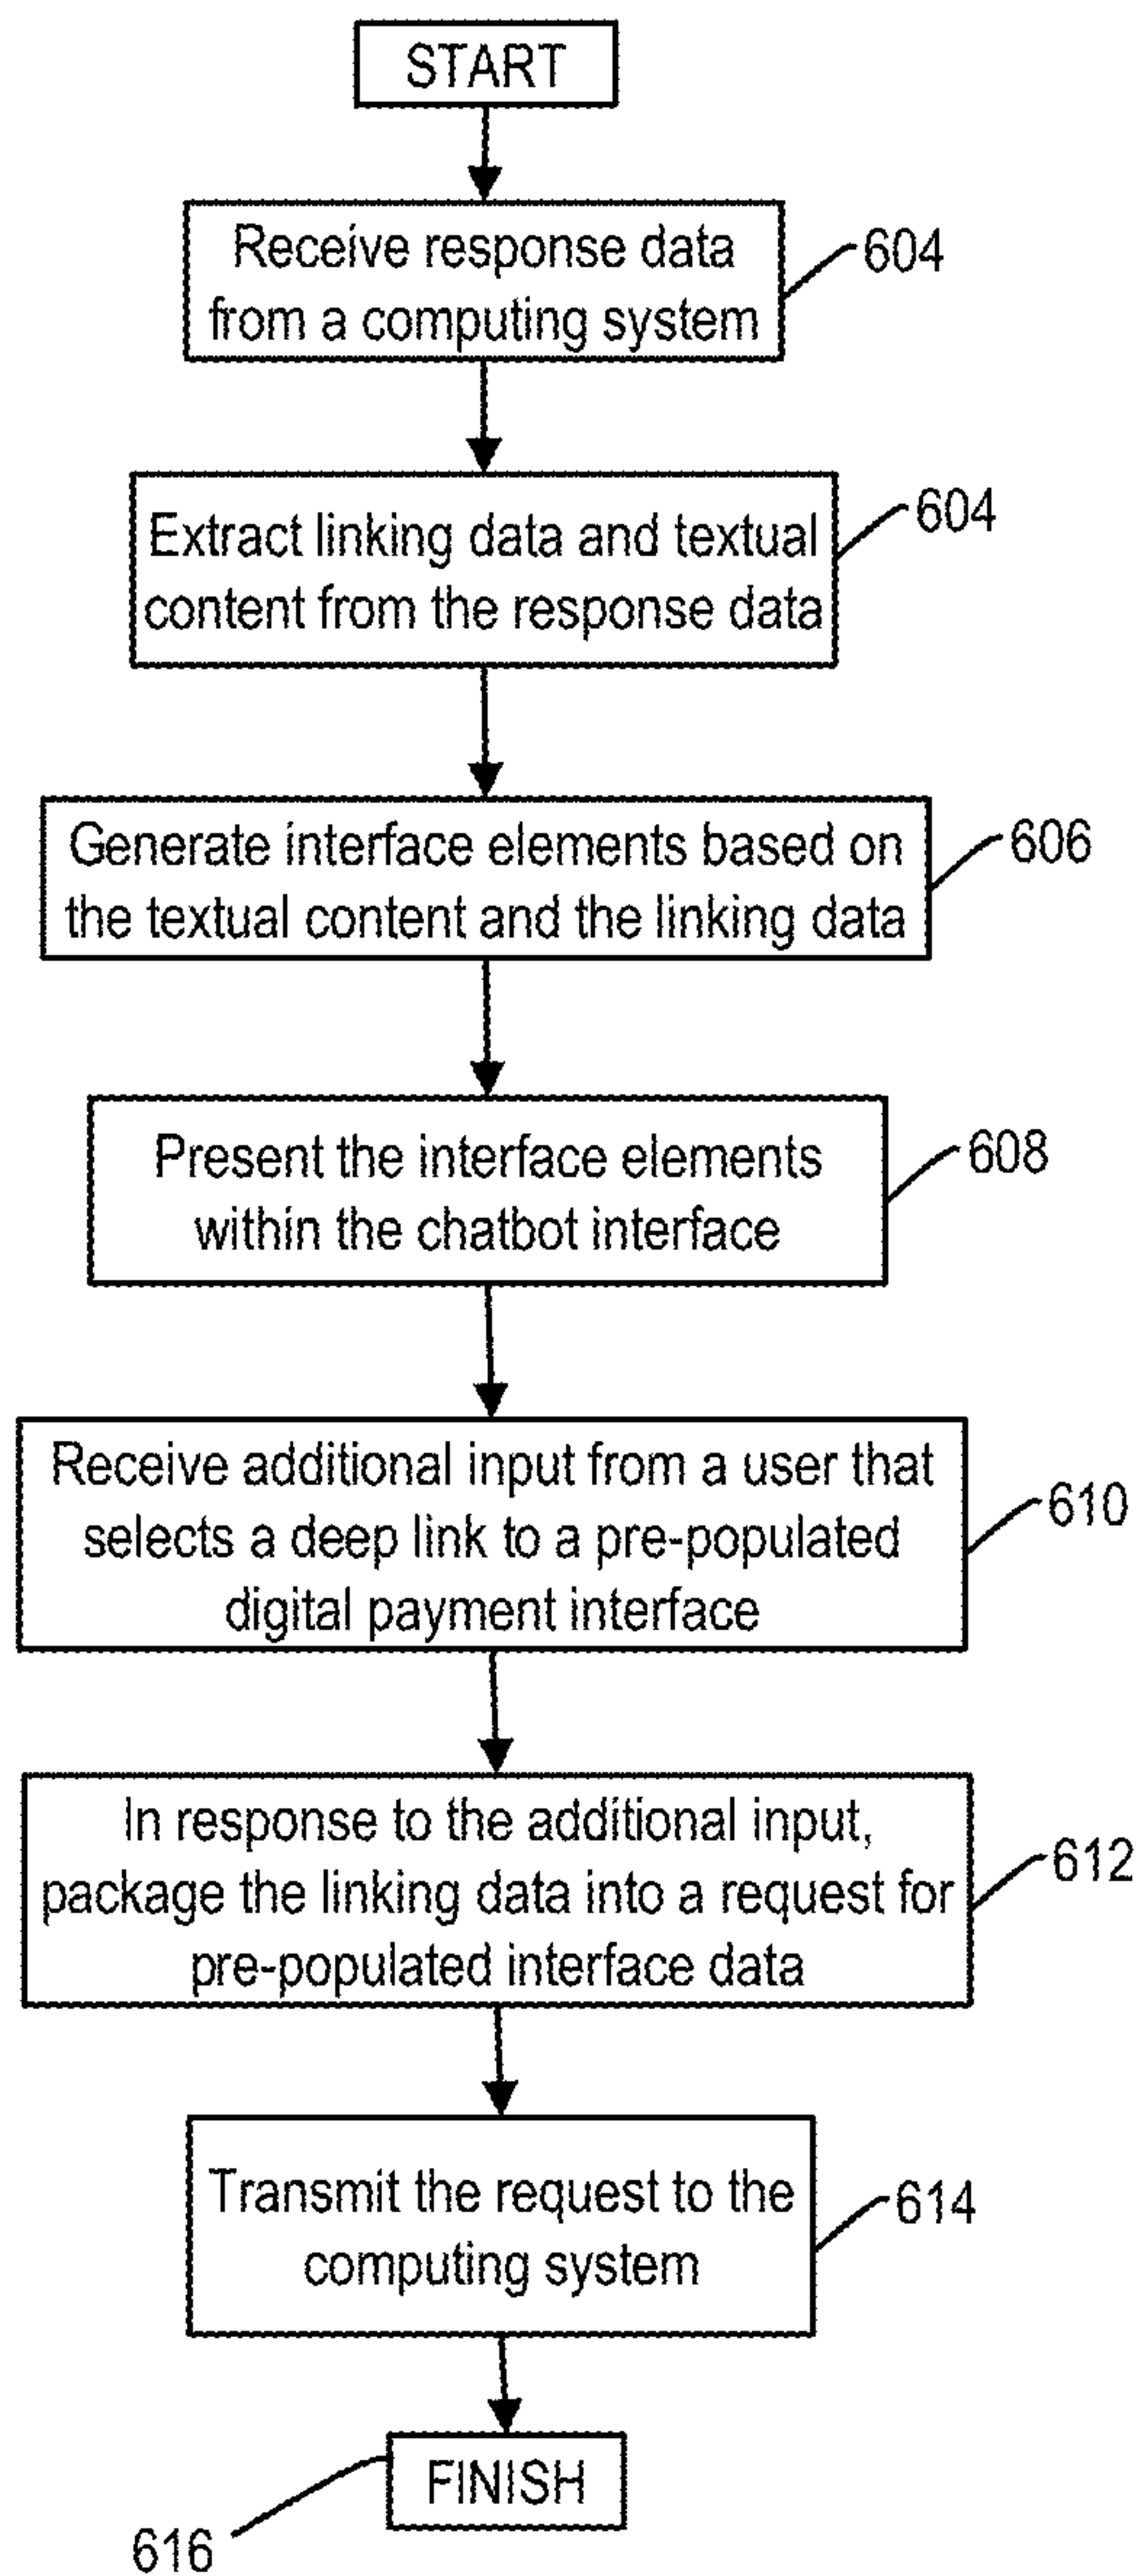 START
Receive response data
from a computing system
604
Extract linking data and textual
content from the response data
604
Generate interface elements based on
the textual content and the linking data
606
Present the interface elements
within the chatbot interface
608
Receive additional input from a user that
selects a deep link to a pre-populated
digital payment interface
610
In response to the additional input,
package the linking data into a request for
pre-populated interface data
612
Transmit the request to the
computing system
614
FINISH
616